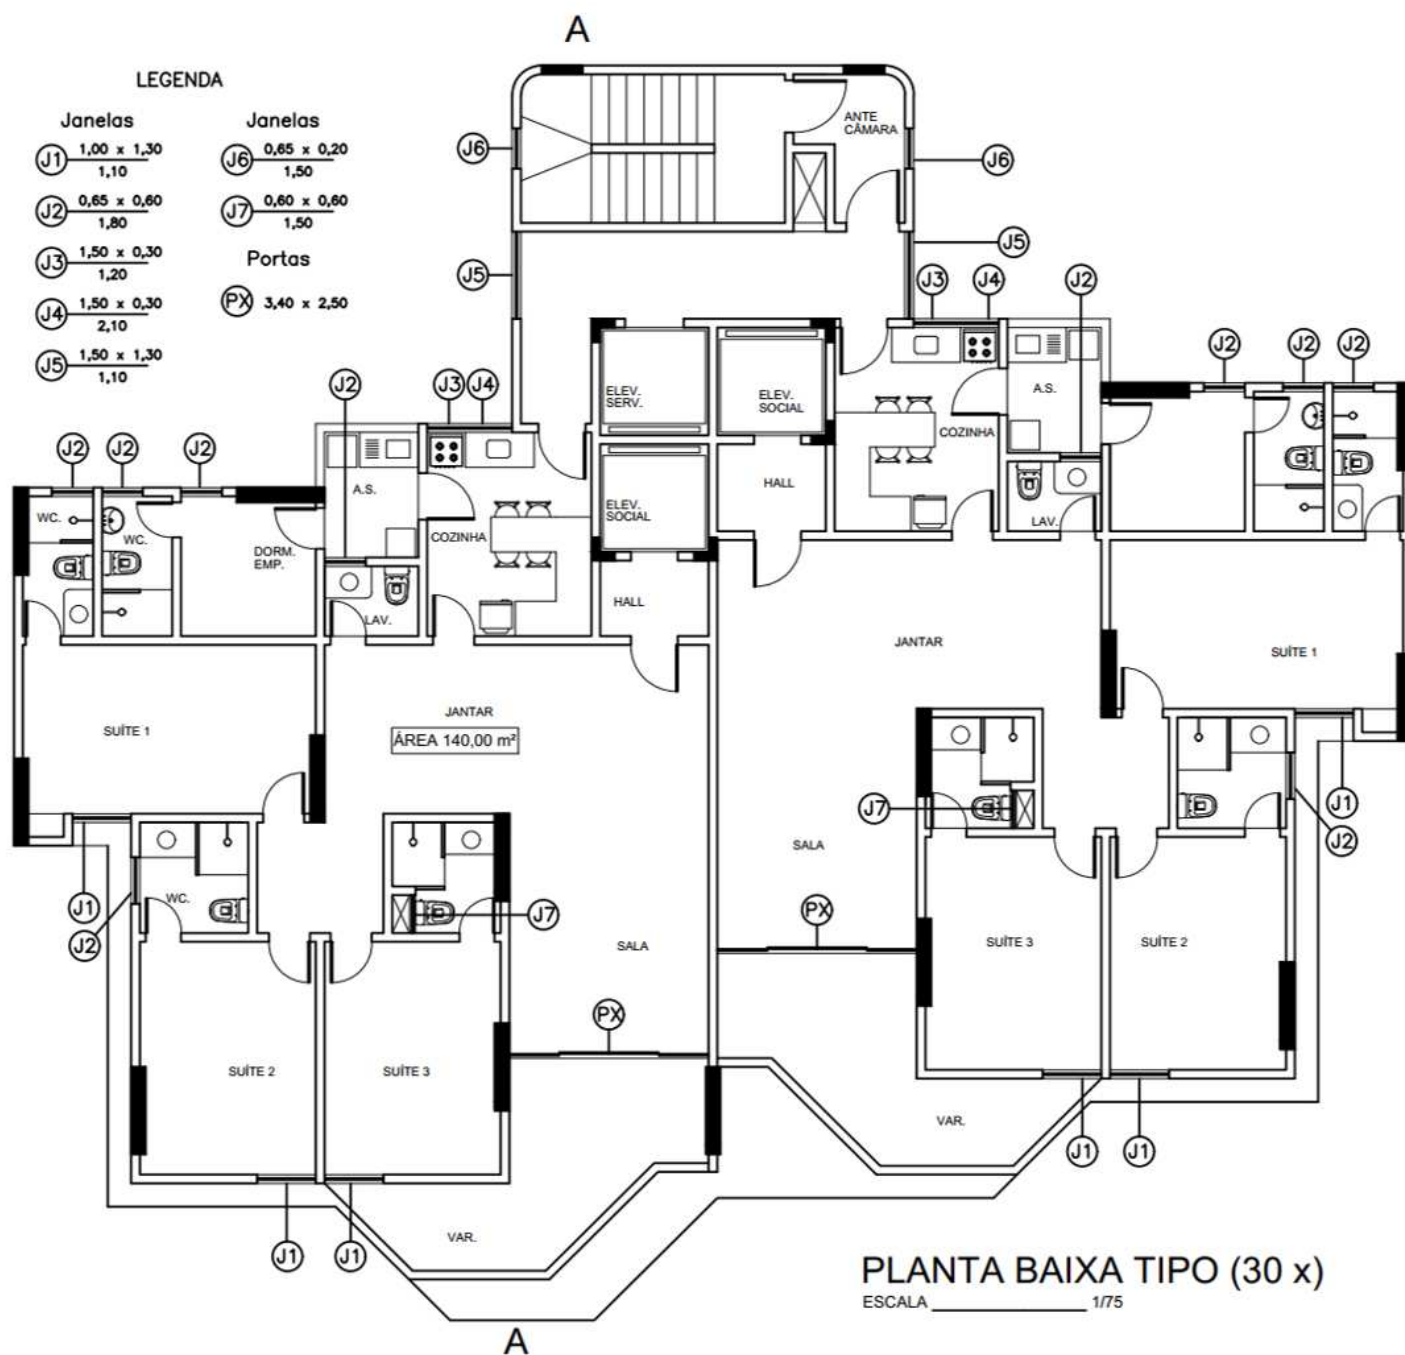 A
LEGENDA
Janelas
Janelas
J1 1,00 x 1,30
1,10
J6 0,65 x 0,20
1,50
J2 0,65 x 0,60
1,80
J7 0,60 x 0,60
1,50
J3 1,50 x 0,30
1,20
Portas
J4 1,50 x 0,30
2,10
PX 3,40 x 2,50
J5 1,50 x 1,30
1,10
ANTE
CÂMARA
J6
J6
J5
J5
J3 J4 J2
J2 J2 J2
J2 J3 J4
ELEV.
SERV.
ELEV.
SOCIAL
A.S.
COZINHA
J2 J2 J2
A.S.
HALL
ELEV.
SOCIAL
WC.
WC.
DORM.
EMP.
COZINHA
LAV.
HALL
LAV.
JANTAR
SUÍTE 1
SUÍTE 1
JANTAR
ÁREA 140,00 m²
J7
J1
J2
SALA
WC.
J1
J2
J7
PX
SALA
SUÍTE 3
SUÍTE 2
PX
SUÍTE 2
SUÍTE 3
VAR.
J1 J1
VAR.
J1 J1
PLANTA BAIXA TIPO (30 x)
ESCALA 1/75
A